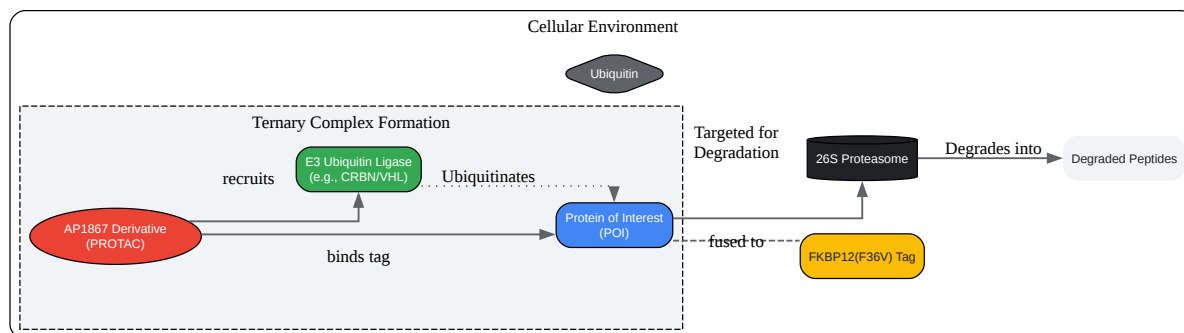 Cellular Environment
Ubiquitin
Ternary Complex Formation
E3 Ubiquitin Ligase
(e.g., CRBN/VHL)
recruits
Ubiquitinates
Targeted for
Degradation
26S Proteasome
Degrades into
Degraded Peptides
AP1867 Derivative
(PROTAC)
binds tag
Protein of Interest
(POI)
fused to
FKBP12(F36V) Tag